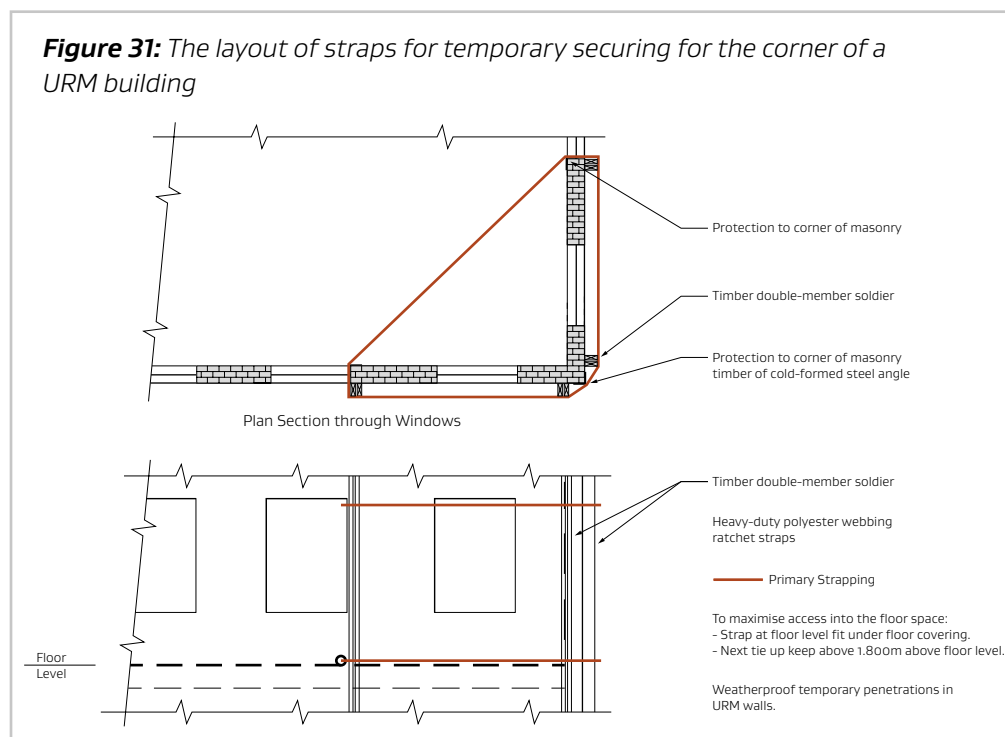 Figure 31: The layout of straps for temporary securing for the corner of a
URM building
Protection to corner of masonry
Timber double-member soldier
Protection to corner of masonry
timber of cold-formed steel angle
Plan Section through Windows
Timber double-member soldier
Heavy-duty polyester webbing
ratchet straps
Primary Strapping
To maximise access into the floor space:
- Strap at floor level fit under floor covering.
- Next tie up keep above 1.800m above floor level.
Floor
Level
Weatherproof temporary penetrations in
URM walls.